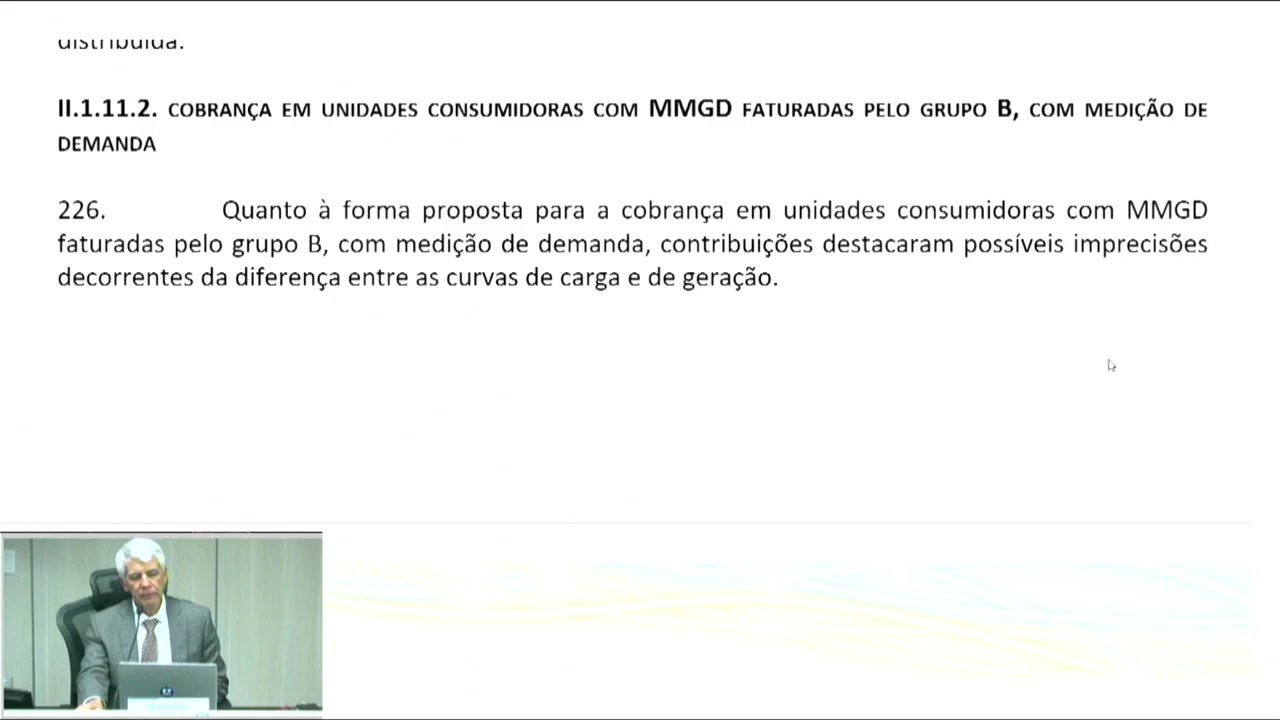 distribuída.
II.1.11.2. COBRANÇA EM UNIDADES CONSUMIDORAS COM MMGD FATURADAS PELO GRUPO B, COM MEDIÇÃO DE
DEMANDA
226. Quanto à forma proposta para a cobrança em unidades consumidoras com MMGD
faturadas pelo grupo B, com medição de demanda, contribuições destacaram possíveis imprecisões
decorrentes da diferença entre as curvas de carga e de geração.